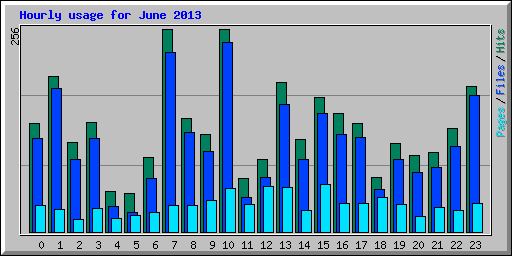 Hourly usage for June 2013
256
Pages/Files/Hits
0 1 2 3 4 5 6 7 8 9 10 11 12 13 14 15 16 17 18 19 20 21 22 23